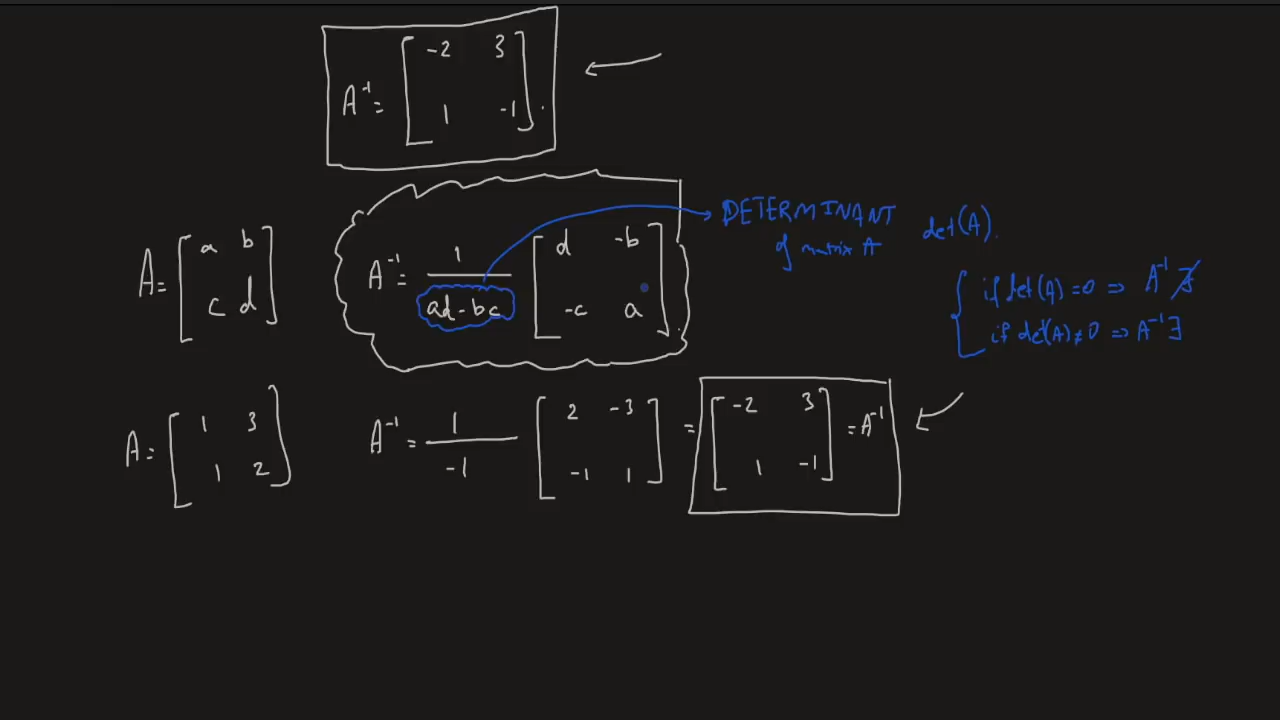 A⁻¹ = [ -2 3
1 -1 ].
A = [ a b
c d ]
A⁻¹ = 1 / (ad - bc) [ d -b
-c a ].
DETERMINANT det(A).
of matrix A
{ if det(A) = 0 ⇒ A⁻¹ ∄
if det(A) ≠ 0 ⇒ A⁻¹ ∃
A = [ 1 3
1 2 ]
A⁻¹ = 1 / -1 [ 2 -3
-1 1 ] = [ -2 3
1 -1 ] = A⁻¹